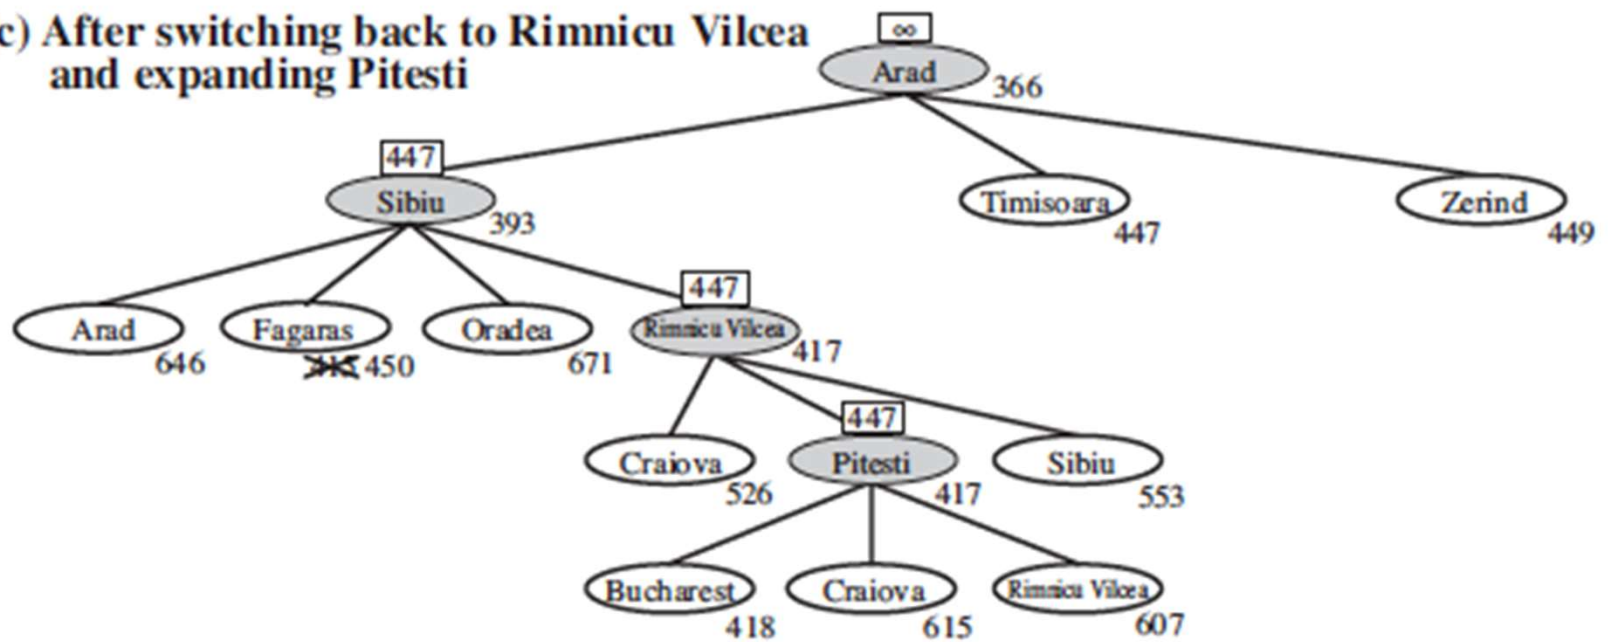 c) After switching back to Rimnicu Vilcea
and expanding Pitesti
∞
Arad
366
447
Sibiu
393
Timisoara
447
Zerind
449
Arad
646
Fagaras
450
Oradea
671
447
Rimnicu Vilcea
417
Craiova
526
447
Pitesti
417
Sibiu
553
Bucharest
418
Craiova
615
Rimnicu Vilcea
607